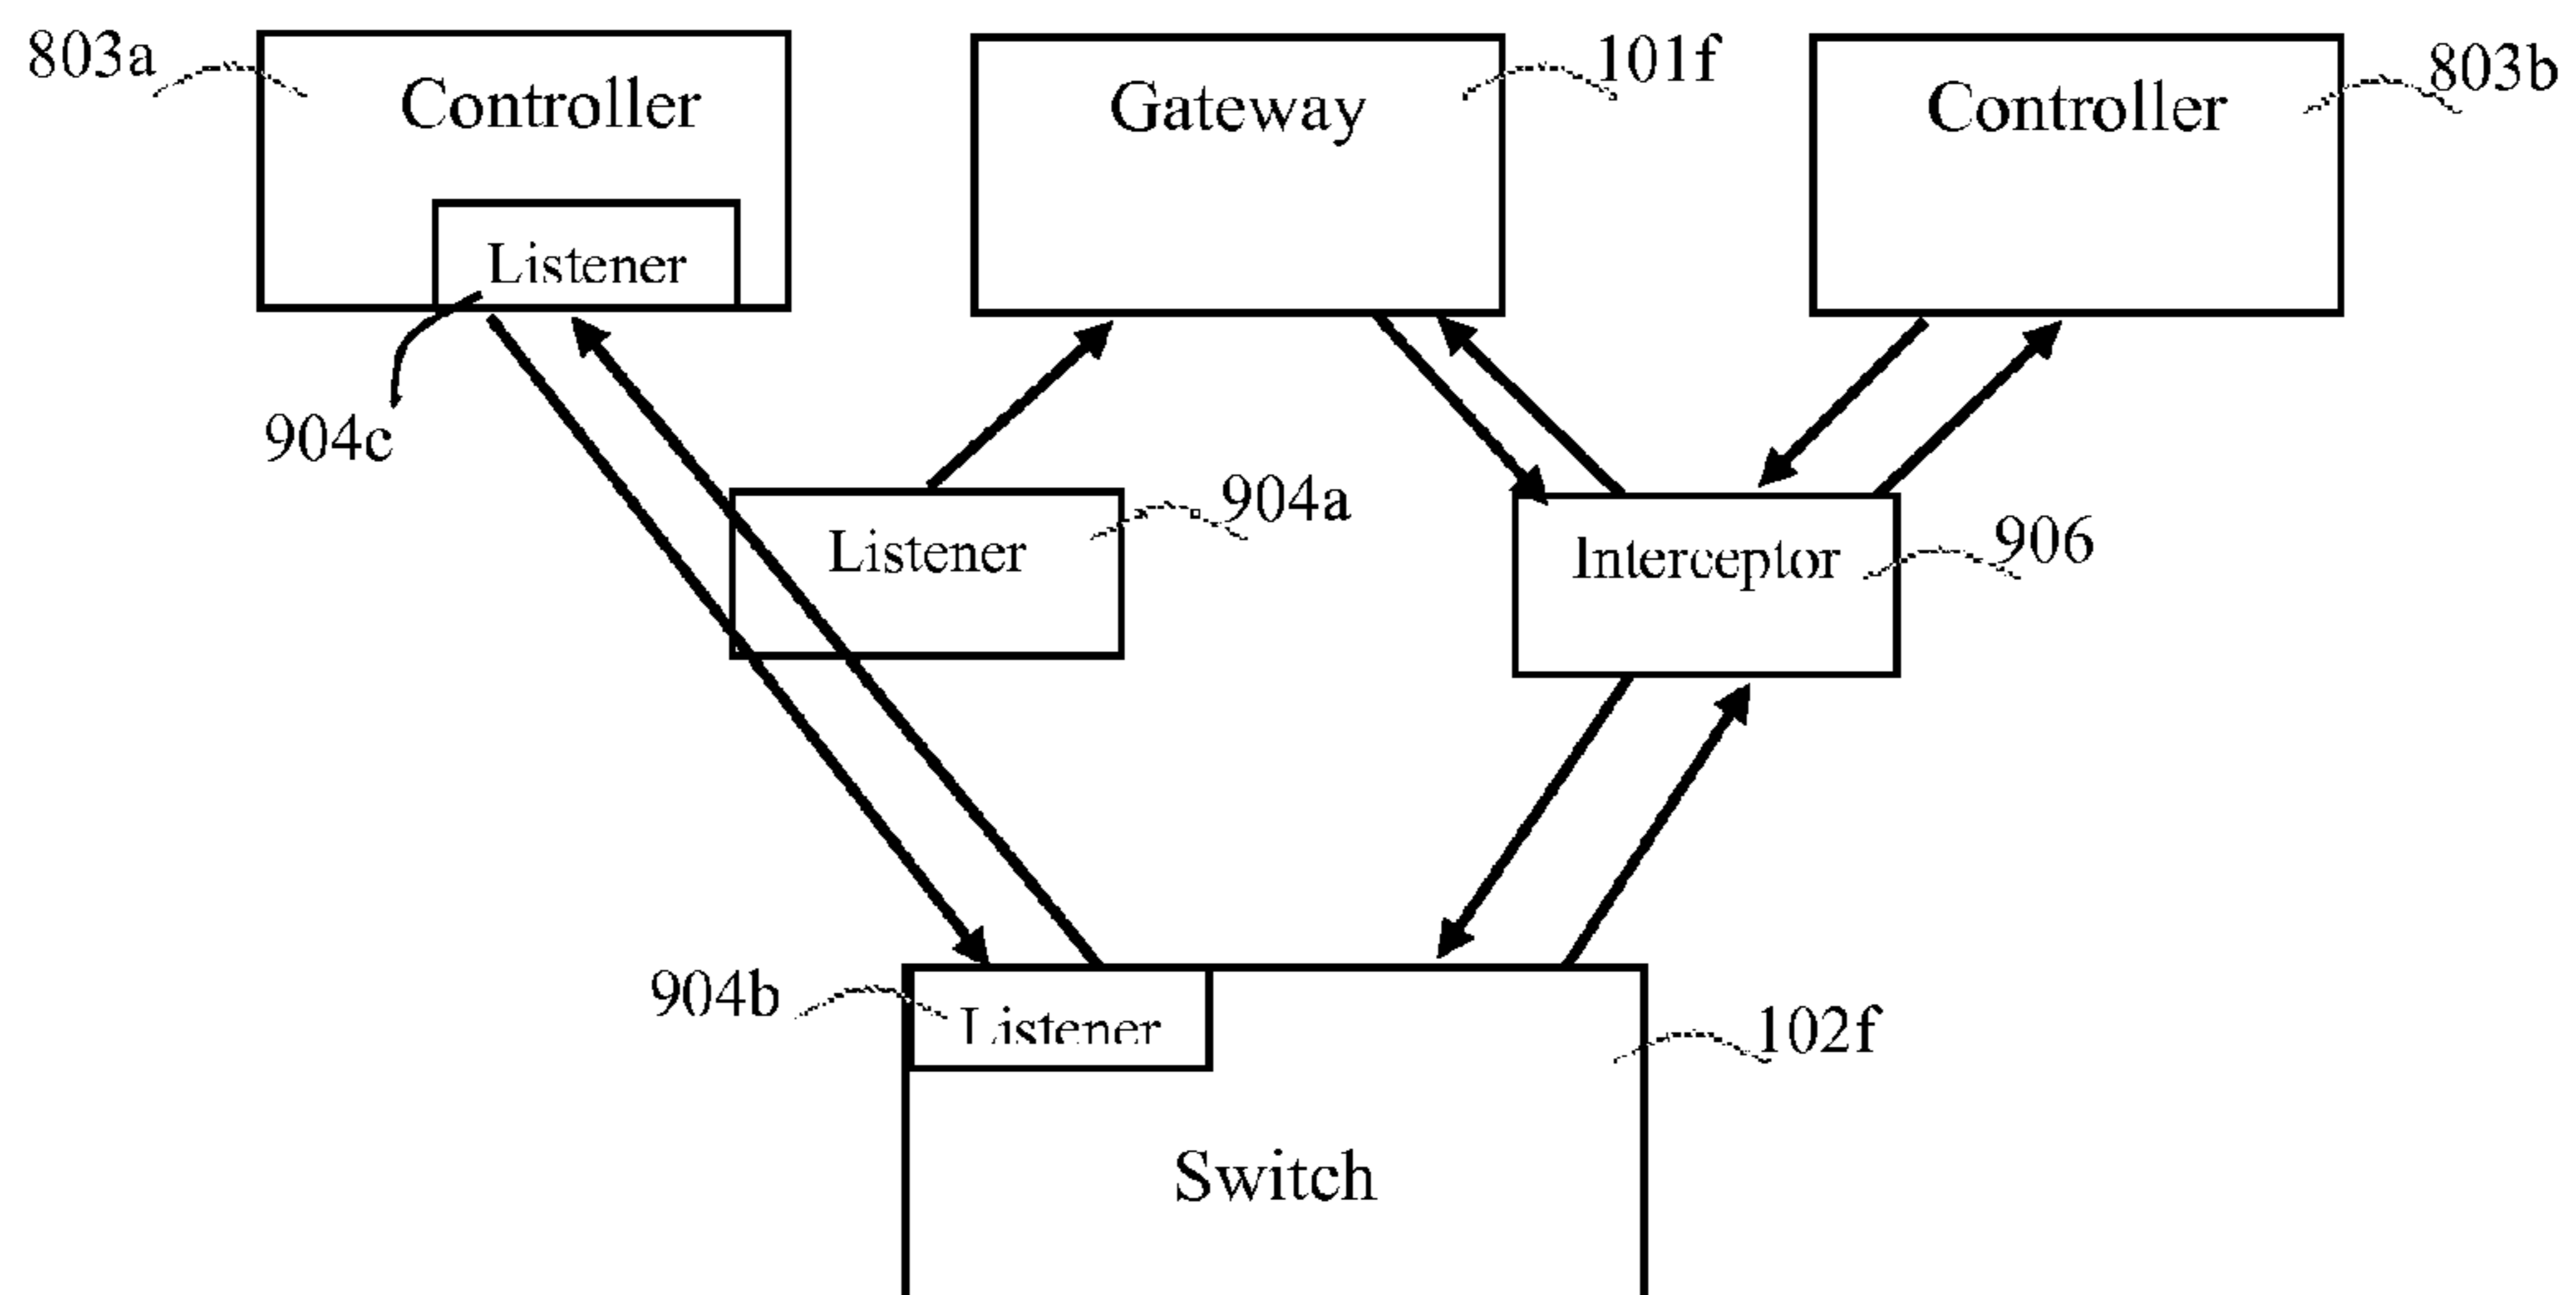 803a
Controller
Gateway
101f
Controller
803b
Listener
904c
Listener
904a
Interceptor
906
904b
Listener
102f
Switch